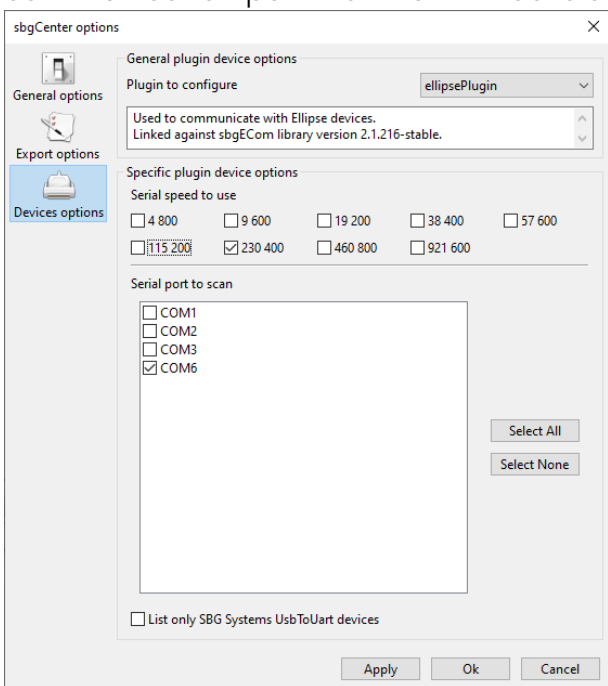 sbgCenter options
General options
Export options
Devices options
General plugin device options
Plugin to configure
ellipsePlugin
Used to communicate with Ellipse devices.
Linked against sbgECom library version 2.1.216-stable.
Specific plugin device options
Serial speed to use
4 800 9 600 19 200 38 400 57 600
115 200 230 400 460 800 921 600
Serial port to scan
COM1
COM2
COM3
COM6
Select All
Select None
List only SBG Systems UsbToUart devices
Apply Ok Cancel